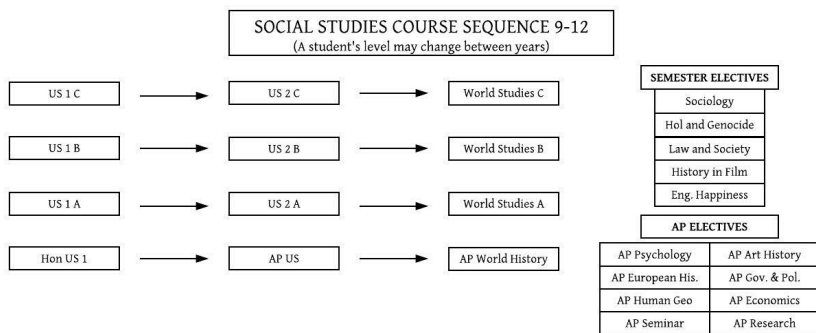 SOCIAL STUDIES COURSE SEQUENCE 9-12
(A student's level may change between years)
US 1 C
US 2 C
World Studies C
US 1 B
US 2 B
World Studies B
US 1 A
US 2 A
World Studies A
Hon US 1
AP US
AP World History
SEMESTER ELECTIVES
Sociology
Hol and Genocide
Law and Society
History in Film
Eng. Happiness
AP ELECTIVES
AP Psychology
AP Art History
AP European His.
AP Gov. & Pol.
AP Human Geo
AP Economics
AP Seminar
AP Research